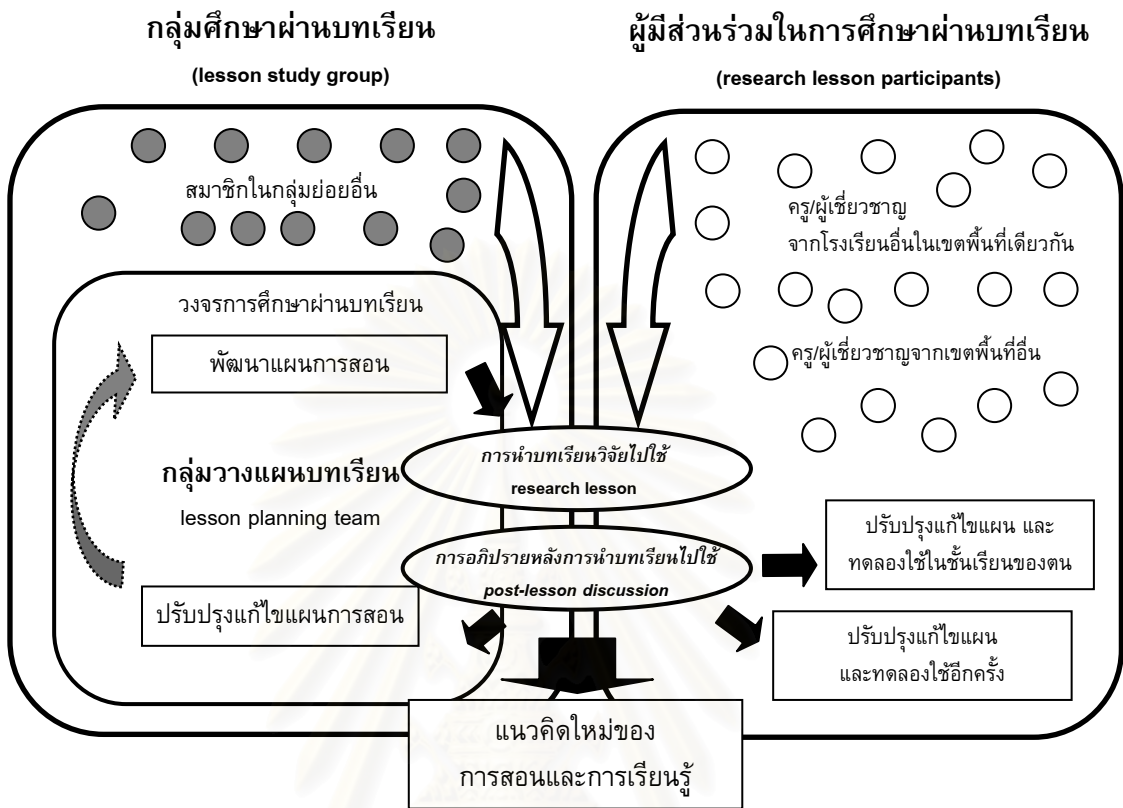 กลุ่มศึกษาผ่านบทเรียน
(lesson study group)
ผู้มีส่วนร่วมในการศึกษาผ่านบทเรียน
(research lesson participants)
สมาชิกในกลุ่มย่อยอื่น
ครู/ผู้เชี่ยวชาญ
จากโรงเรียนอื่นในเขตพื้นที่เดียวกัน
วงจรการศึกษาผ่านบทเรียน
พัฒนาแผนการสอน
ครู/ผู้เชี่ยวชาญจากเขตพื้นที่อื่น
กลุ่มวางแผนบทเรียน
lesson planning team
การนำบทเรียนวิจัยไปใช้
research lesson
การอภิปรายหลังการนำบทเรียนไปใช้
post-lesson discussion
ปรับปรุงแก้ไขแผน และ
ทดลองใช้ในชั้นเรียนของตน
ปรับปรุงแก้ไขแผนการสอน
ปรับปรุงแก้ไขแผน
และทดลองใช้อีกครั้ง
แนวคิดใหม่ของ
การสอนและการเรียนรู้